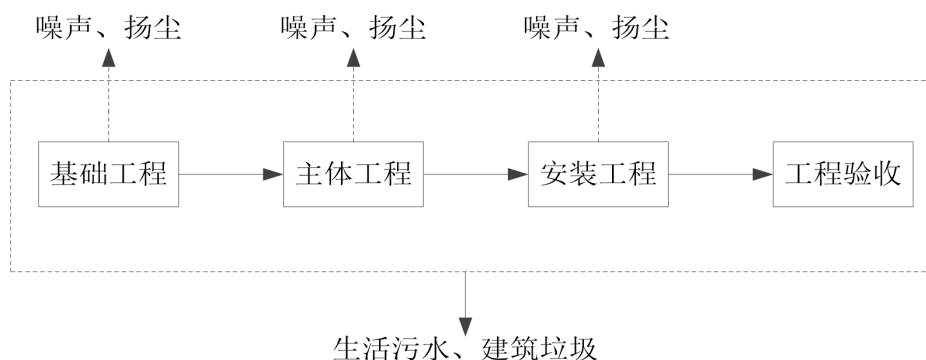 噪声、扬尘 噪声、扬尘 噪声、扬尘
基础工程 主体工程 安装工程 工程验收
生活污水、建筑垃圾